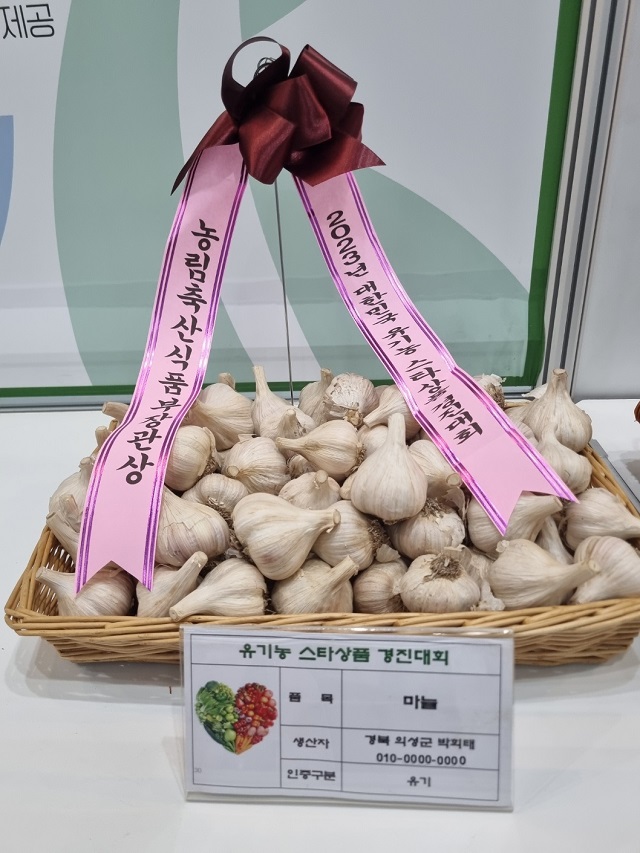 제공
농림축산식품부장관상
2023년 대한민국 유기농 스타상품경진대회
유기농 스타상품 경진대회
품 목
마늘
생산자
경북 의성군 박희태
010-0000-0000
인증구분
유기